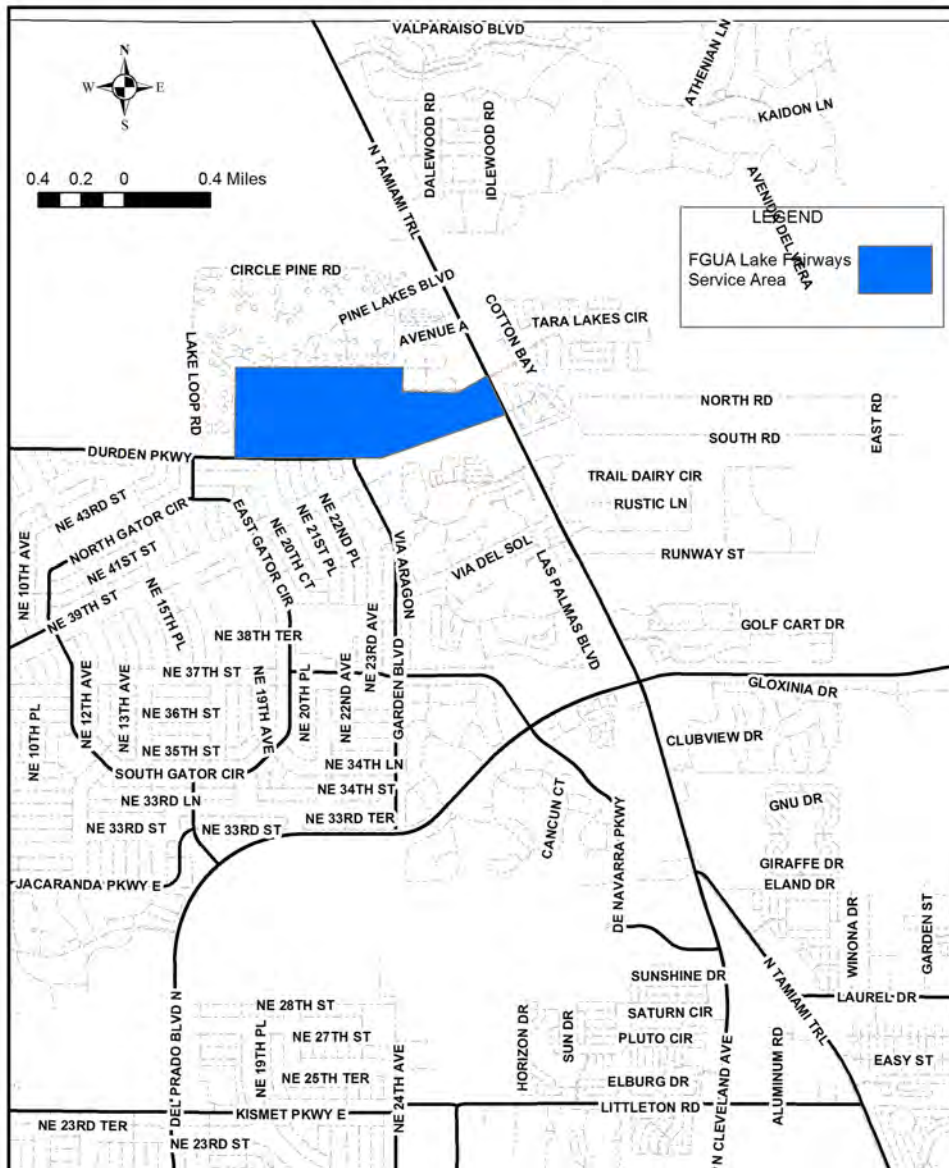 VALPARAISO BLVD
ATHENIAN LN
KAIDON LN
N
W E
S
DALEWOOD RD
IDLEWOOD RD
N TAMIAMI TRL
0.4 0.2 0 0.4 Miles
AVENIDA DEL VERA
LEGEND
FGUA Lake Fairways
Service Area
CIRCLE PINE RD
PINE LAKES BLVD
AVENUE A
COTTON BAY
TARA LAKES CIR
LAKE LOOP RD
NORTH RD
EAST RD
SOUTH RD
DURDEN PKWY
TRAIL DAIRY CIR
RUSTIC LN
NE 43RD ST
NORTH GATOR CIR
EAST GATOR CIR
NE 20TH CT
NE 21ST PL
NE 22ND PL
VIA ARAGON
VIA DEL SOL
RUNWAY ST
NE 10TH AVE
NE 41ST ST
NE 39TH ST
NE 15TH PL
LAS PALMAS BLVD
GOLF CART DR
NE 38TH TER
NE 23RD AVE
NE 37TH ST
NE 12TH AVE
NE 13TH AVE
NE 19TH AVE
NE 20TH PL
NE 22ND AVE
GARDEN BLVD
GLOXINIA DR
NE 10TH PL
NE 36TH ST
NE 35TH ST
CLUBVIEW DR
SOUTH GATOR CIR
NE 34TH LN
NE 34TH ST
NE 33RD LN
NE 33RD TER
NE 33RD ST
NE 33RD ST
CANCUN CT
GNU DR
DE NAVARRA PKWY
GIRAFFE DR
ELAND DR
JACARANDA PKWY E
WINONA DR
GARDEN ST
N TAMIAMI TRL
SUNSHINE DR
LAUREL DR
DEL PRADO BLVD N
NE 28TH ST
HORIZON DR
SUN DR
SATURN CIR
NE 19TH PL
NE 27TH ST
PLUTO CIR
ALUMINUM RD
EASY ST
NE 25TH TER
NE 24TH AVE
ELBURG DR
N CLEVELAND AVE
KISMET PKWY E
LITTLETON RD
NE 23RD TER
NE 23RD ST